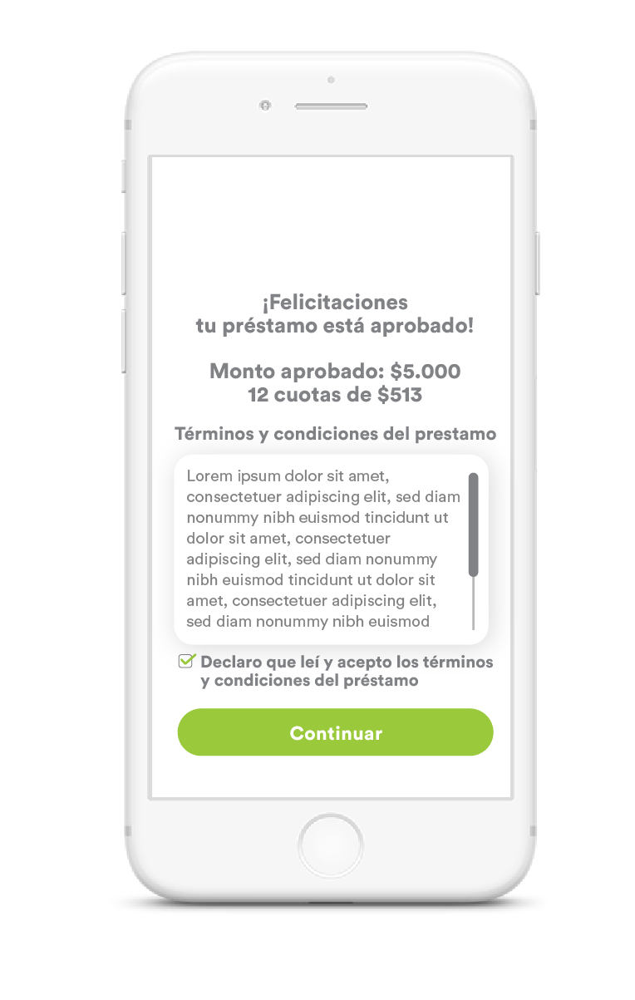 ¡Felicitaciones
tu préstamo está aprobado!
Monto aprobado: $5.000
12 cuotas de $513
Términos y condiciones del prestamo
Lorem ipsum dolor sit amet,
consectetuer adipiscing elit, sed diam
nonummy nibh euismod tincidunt ut
dolor sit amet, consectetuer
adipiscing elit, sed diam nonummy
nibh euismod tincidunt ut dolor sit
amet, consectetuer adipiscing elit,
sed diam nonummy nibh euismod
Declaro que leí y acepto los términos
y condiciones del préstamo
Continuar